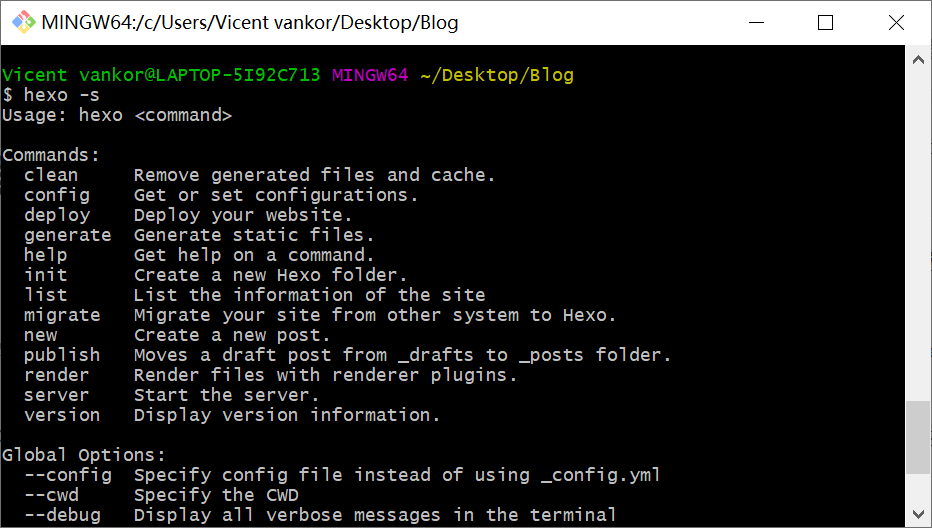 MINGW64:/c/Users/Vicent vankor/Desktop/Blog
Vicent vankor@LAPTOP-5I92C713 MINGW64 ~/Desktop/Blog
$ hexo -s
Usage: hexo <command>
Commands:
clean Remove generated files and cache.
config Get or set configurations.
deploy Deploy your website.
generate Generate static files.
help Get help on a command.
init Create a new Hexo folder.
list List the information of the site
migrate Migrate your site from other system to Hexo.
new Create a new post.
publish Moves a draft post from _drafts to _posts folder.
render Render files with renderer plugins.
server Start the server.
version Display version information.
Global Options:
--config Specify config file instead of using _config.yml
--cwd Specify the CWD
--debug Display all verbose messages in the terminal